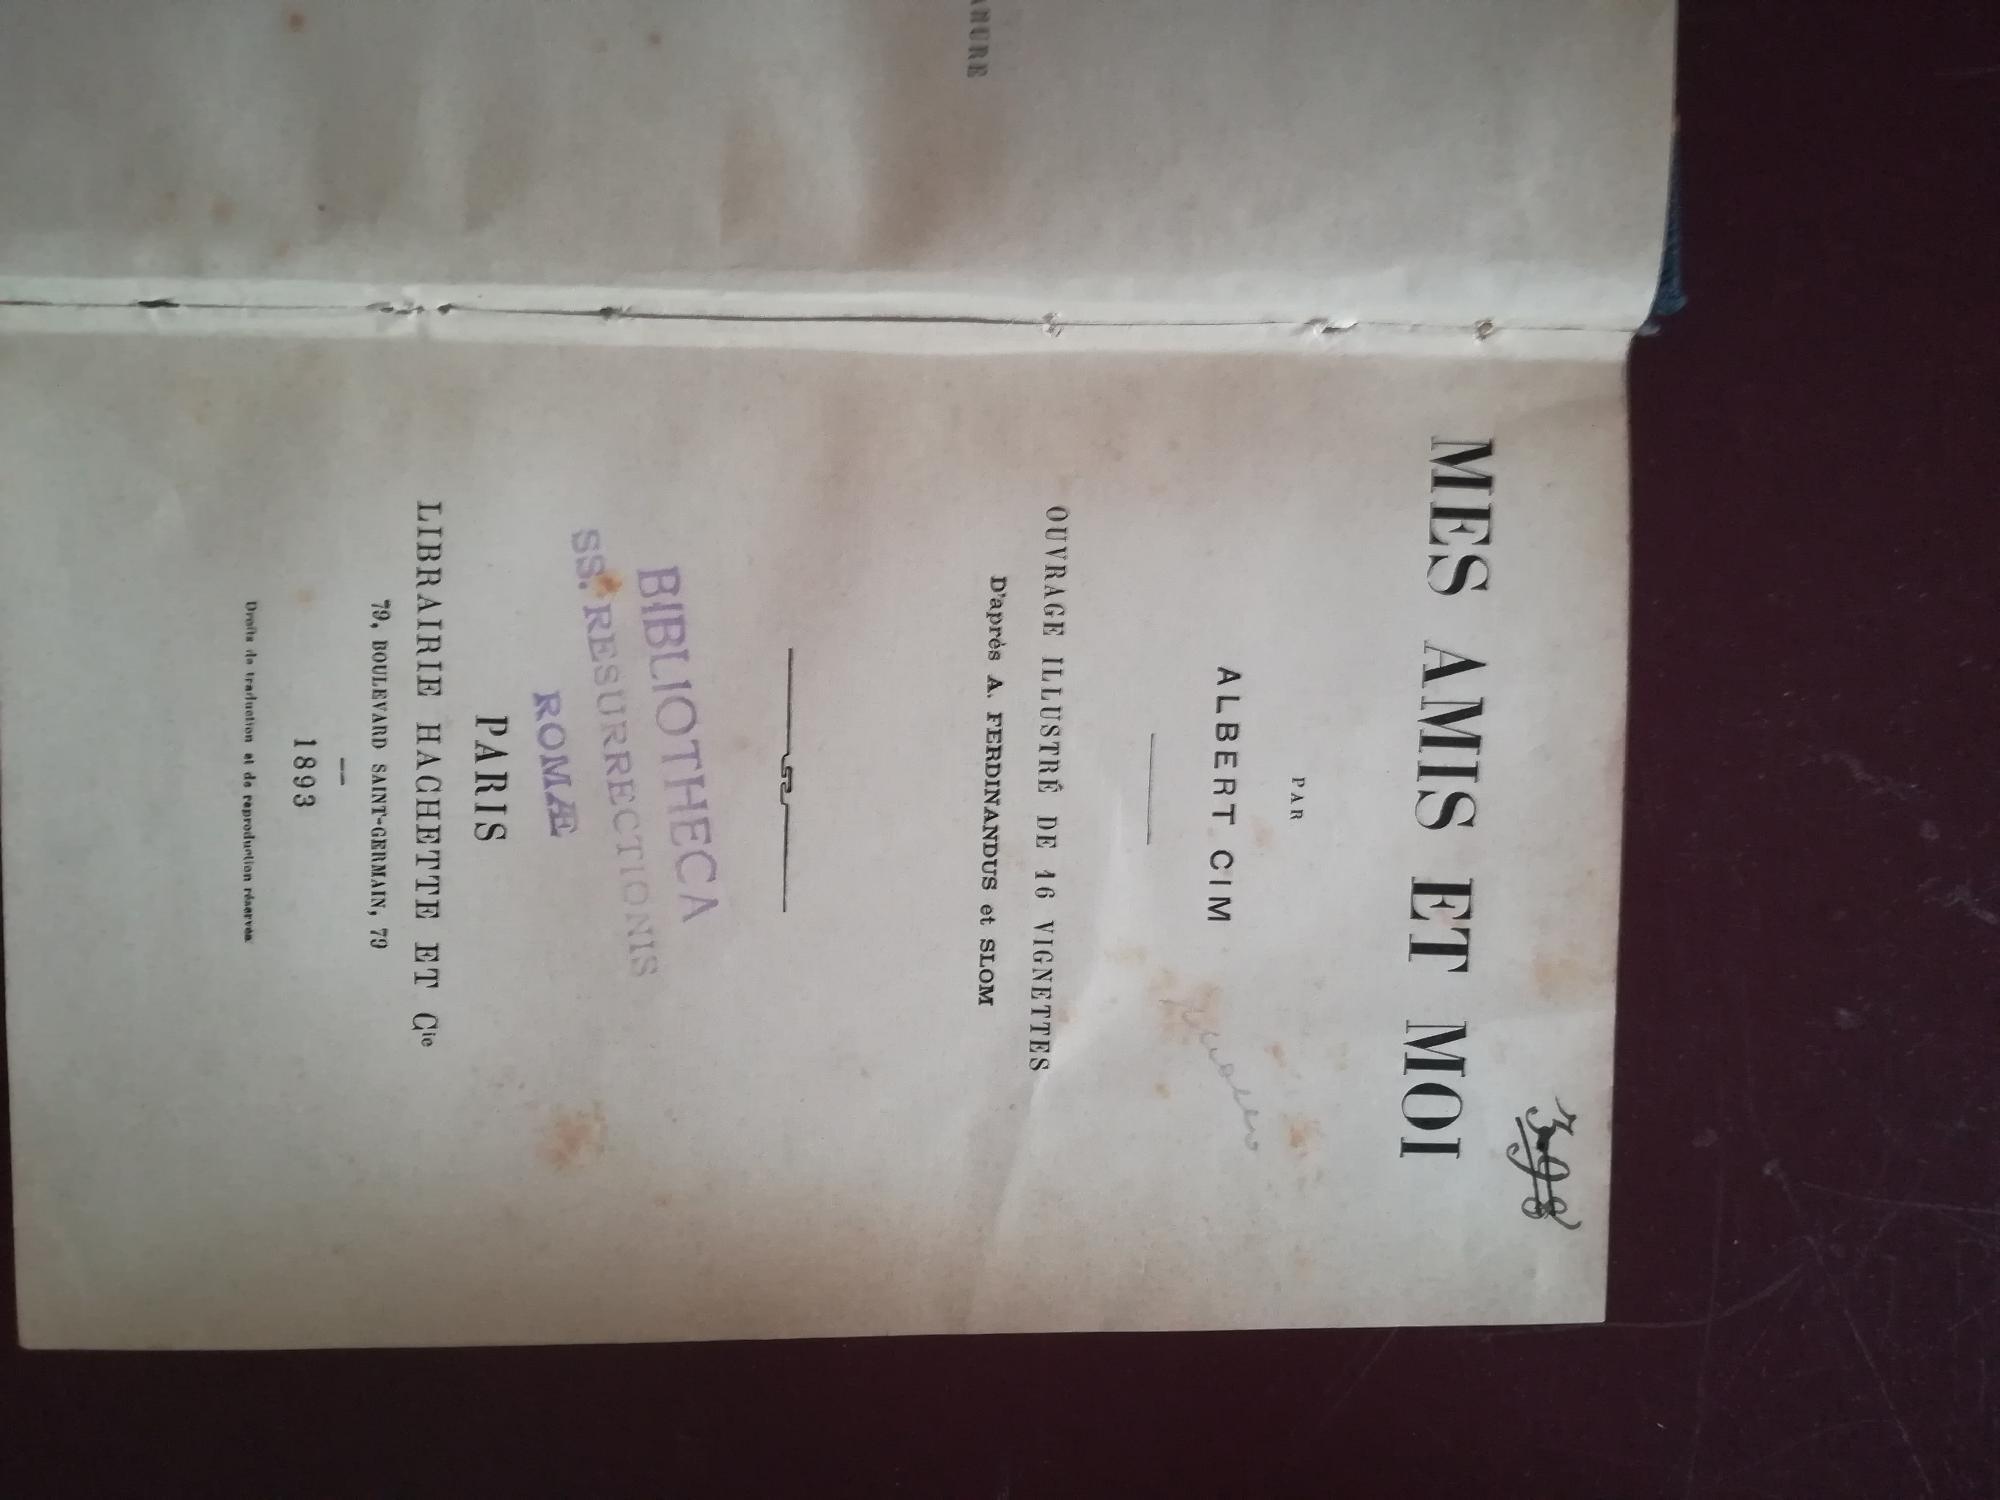 MES AMIS ET MOI
PAR
ALBERT CIM
OUVRAGE ILLUSTRÉ DE 16 VIGNETTES
D'après A. FERDINANDUS et SLOM
BIBLIOTHECA
SS. RESURRECTIONIS
ROMÆ
PARIS
LIBRAIRIE HACHETTE ET Cie
79, BOULEVARD SAINT-GERMAIN, 79
1893
Droits de traduction et de reproduction réservés